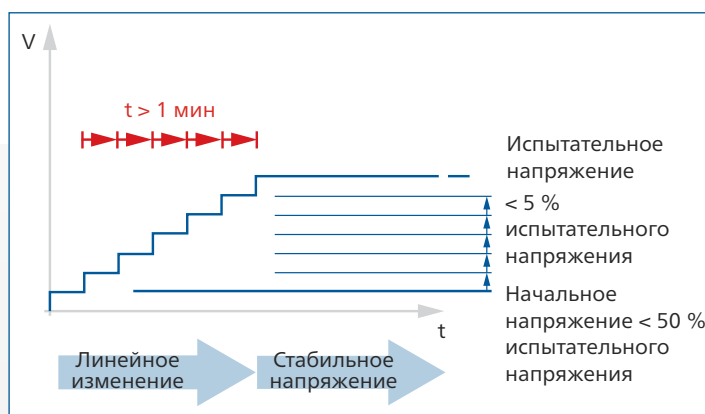 V
t > 1 мин
Испытательное
напряжение
< 5 %
испытательного
напряжения
Начальное
напряжение < 50 %
испытательного
напряжения
t
Линейное
изменение
Стабильное
напряжение